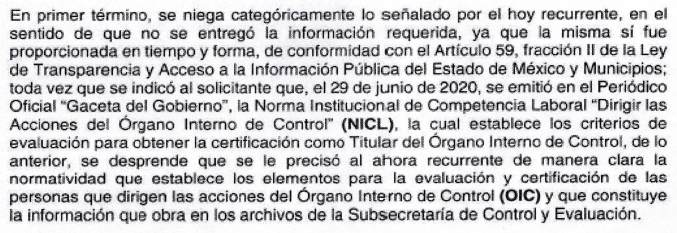 En primer término, se niega categóricamente lo señalado por el hoy recurrente, en el
sentido de que no se entregó la información requerida, ya que la misma sí fue
proporcionada en tiempo y forma, de conformidad con el Artículo 59, fracción II de la Ley
de Transparencia y Acceso a la Información Pública del Estado de México y Municipios;
toda vez que se indicó al solicitante que, el 29 de junio de 2020, se emitió en el Periódico
Oficial "Gaceta del Gobierno", la Norma Institucional de Competencia Laboral "Dirigir las
Acciones del Órgano Interno de Control" (NICL), la cual establece los criterios de
evaluación para obtener la certificación como Titular del Órgano Interno de Control, de lo
anterior, se desprende que se le precisó al ahora recurrente de manera clara la
normatividad que establece los elementos para la evaluación y certificación de las
personas que dirigen las acciones del Órgano Interno de Control (OIC) y que constituye
la información que obra en los archivos de la Subsecretaría de Control y Evaluación.